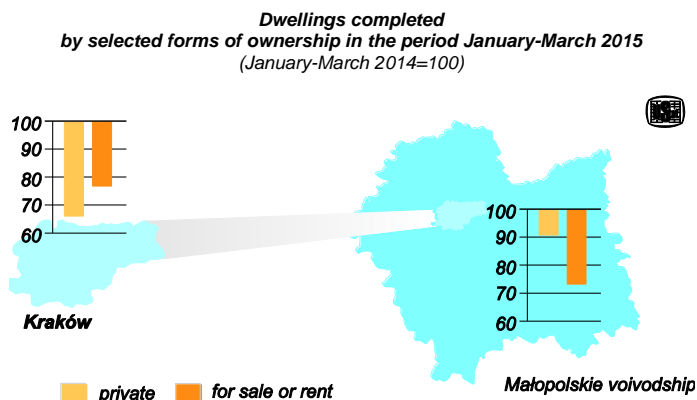 Dwellings completed
by selected forms of ownership in the period January-March 2015
(January-March 2014=100)
100
90
80
70
60
Kraków
100
90
80
70
60
Małopolskie voivodship
private
for sale or rent